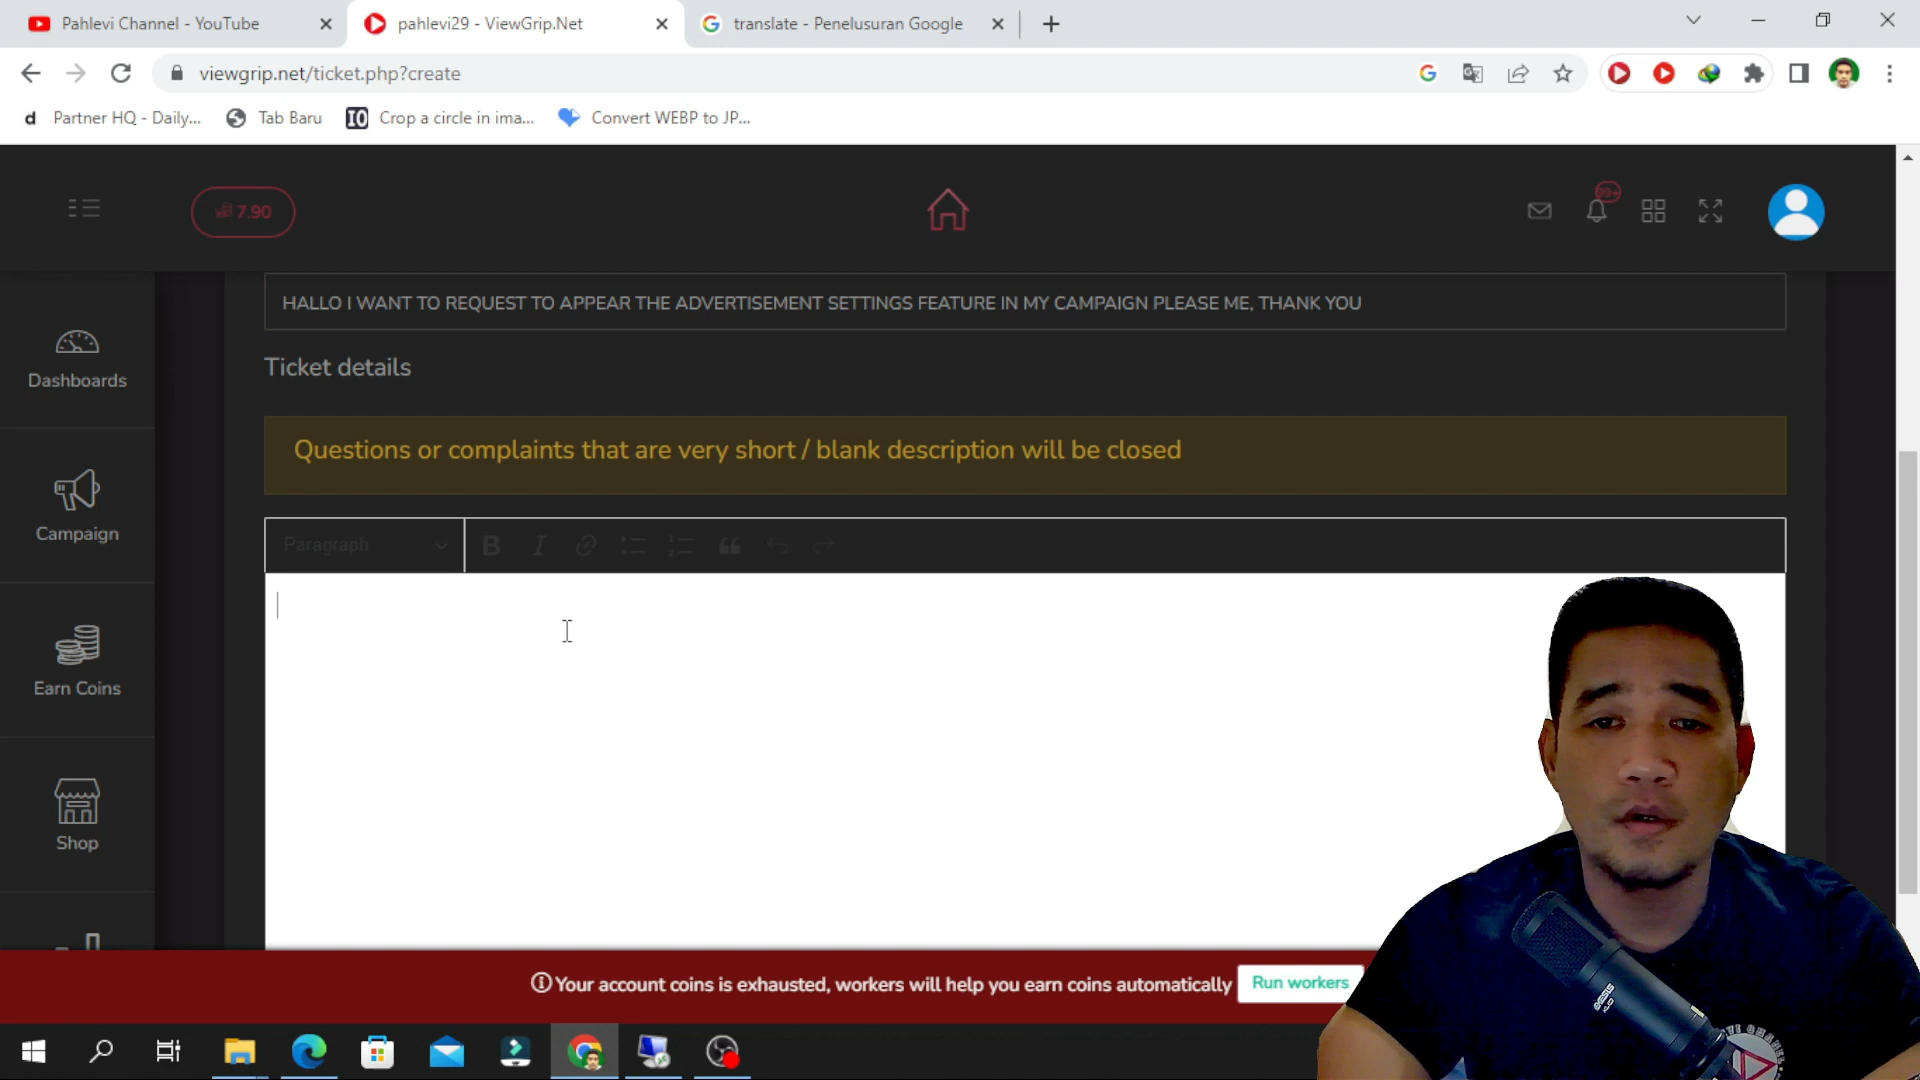 Pahlevi Channel - YouTube
pahlevi29 - ViewGrip.Net
translate - Penelusuran Google
viewgrip.net/ticket.php?create
d Partner HQ - Daily...
Tab Baru
IO Crop a circle in ima...
Convert WEBP to JP...
7.90
99+
HALLO I WANT TO REQUEST TO APPEAR THE ADVERTISEMENT SETTINGS FEATURE IN MY CAMPAIGN PLEASE ME, THANK YOU
Ticket details
Questions or complaints that are very short / blank description will be closed
Paragraph
Dashboards
Campaign
Earn Coins
Shop
Your account coins is exhausted, workers will help you earn coins automatically
Run workers